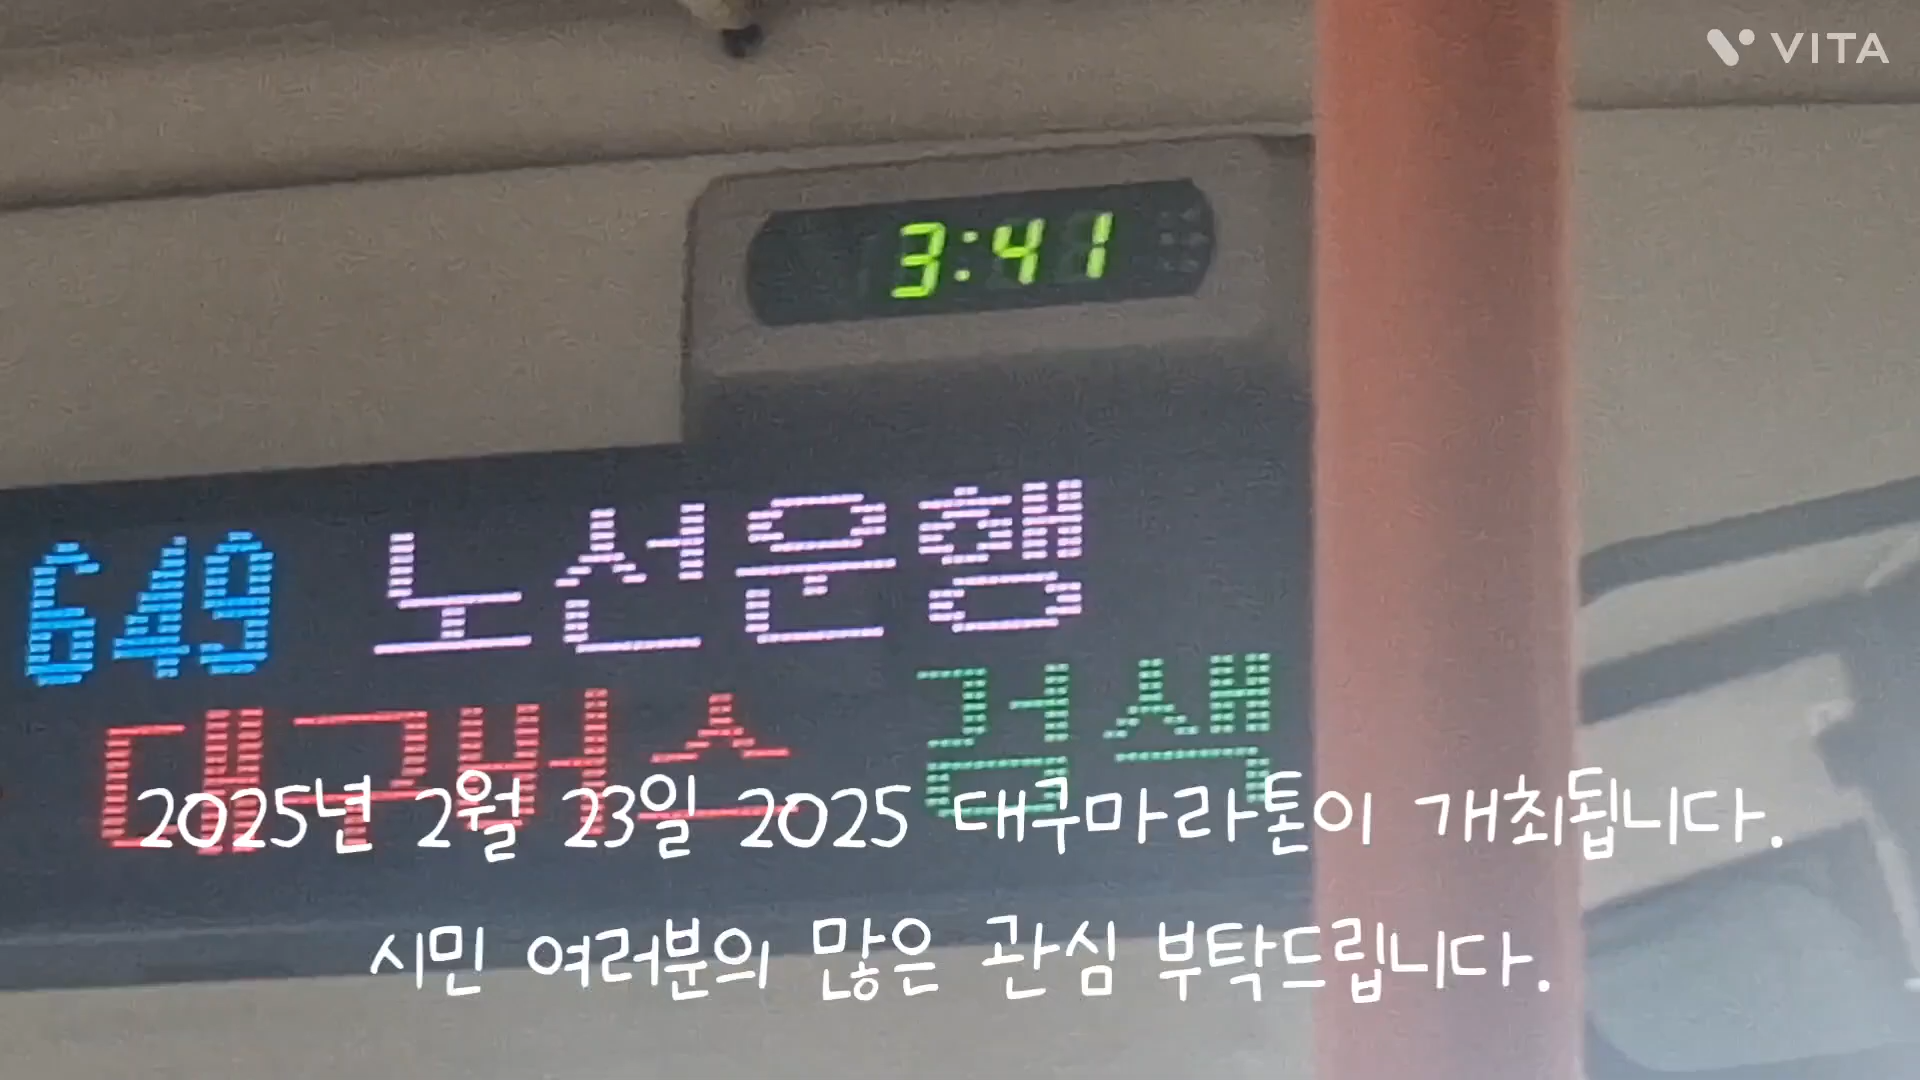 VITA
3:41
649 노선운행
대구버스 검색
2025년 2월 23일 2025 대구마라톤이 개최됩니다.
시민 여러분의 많은 관심 부탁드립니다.